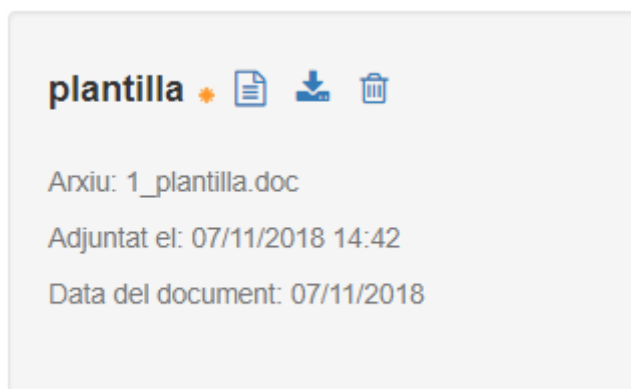 plantilla
Arxiu: 1_plantilla.doc
Adjuntat el: 07/11/2018 14:42
Data del document: 07/11/2018